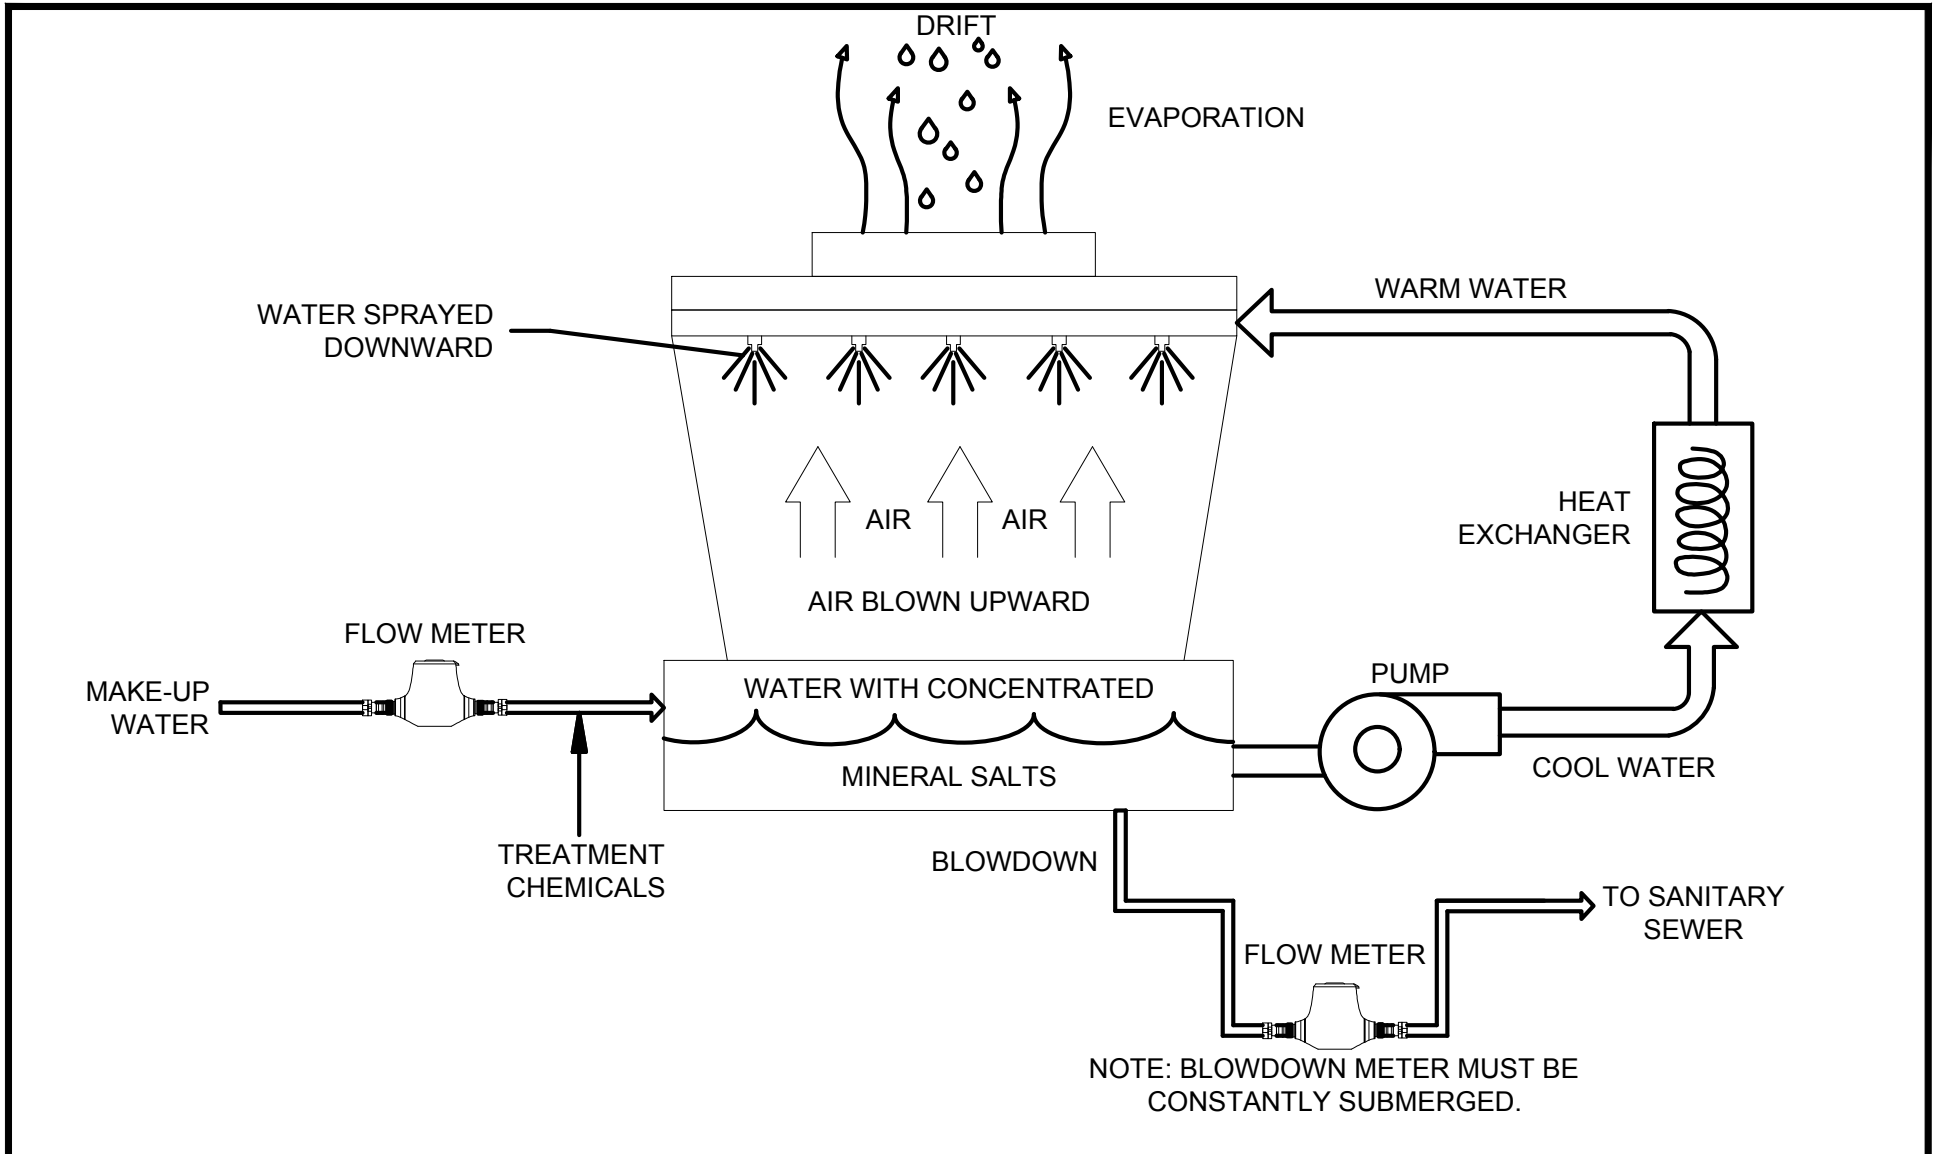 DRIFT
EVAPORATION
WARM WATER
WATER SPRAYED
DOWNWARD
HEAT
EXCHANGER
AIR
AIR
AIR BLOWN UPWARD
FLOW METER
MAKE-UP
WATER
WATER WITH CONCENTRATED
MINERAL SALTS
PUMP
COOL WATER
TREATMENT
CHEMICALS
BLOWDOWN
TO SANITARY
SEWER
FLOW METER
NOTE: BLOWDOWN METER MUST BE
CONSTANTLY SUBMERGED.